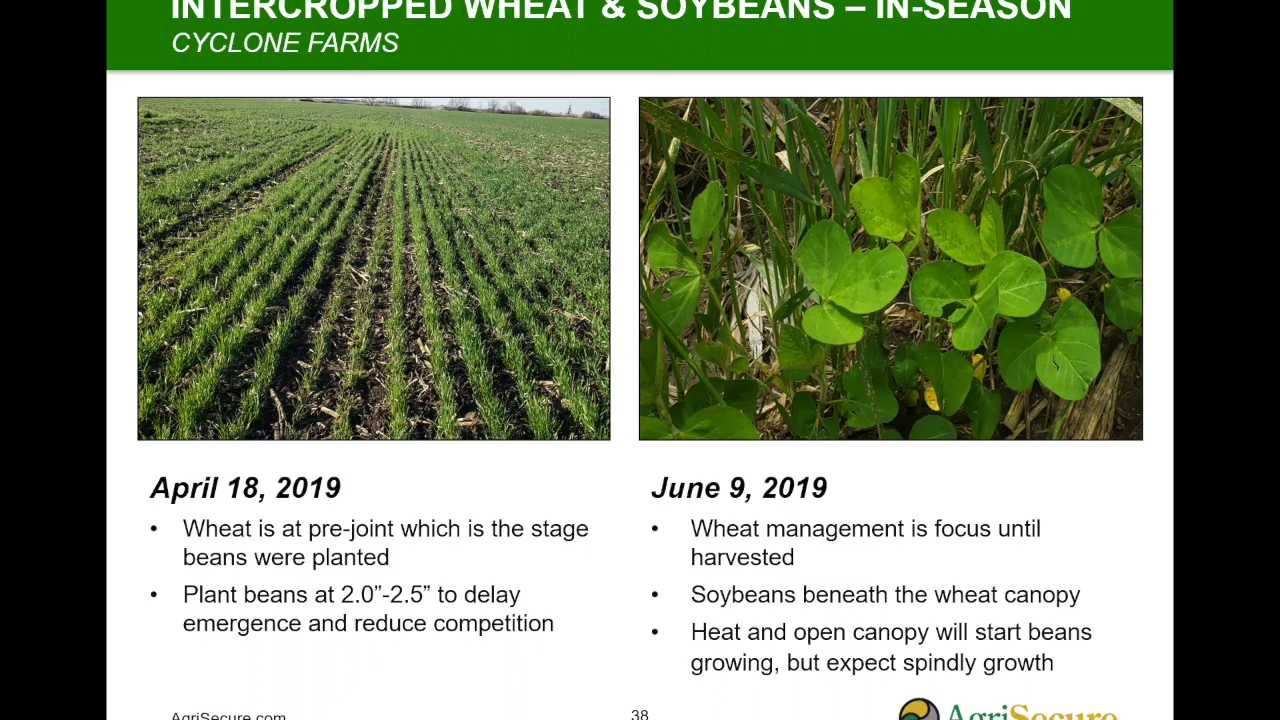 INTERCROPPED WHEAT & SOYBEANS – IN-SEASON
CYCLONE FARMS
April 18, 2019
• Wheat is at pre-joint which is the stage
beans were planted
• Plant beans at 2.0”-2.5” to delay
emergence and reduce competition
June 9, 2019
• Wheat management is focus until
harvested
• Soybeans beneath the wheat canopy
• Heat and open canopy will start beans
growing, but expect spindly growth
AgriSecure.com
38
AgriSecure